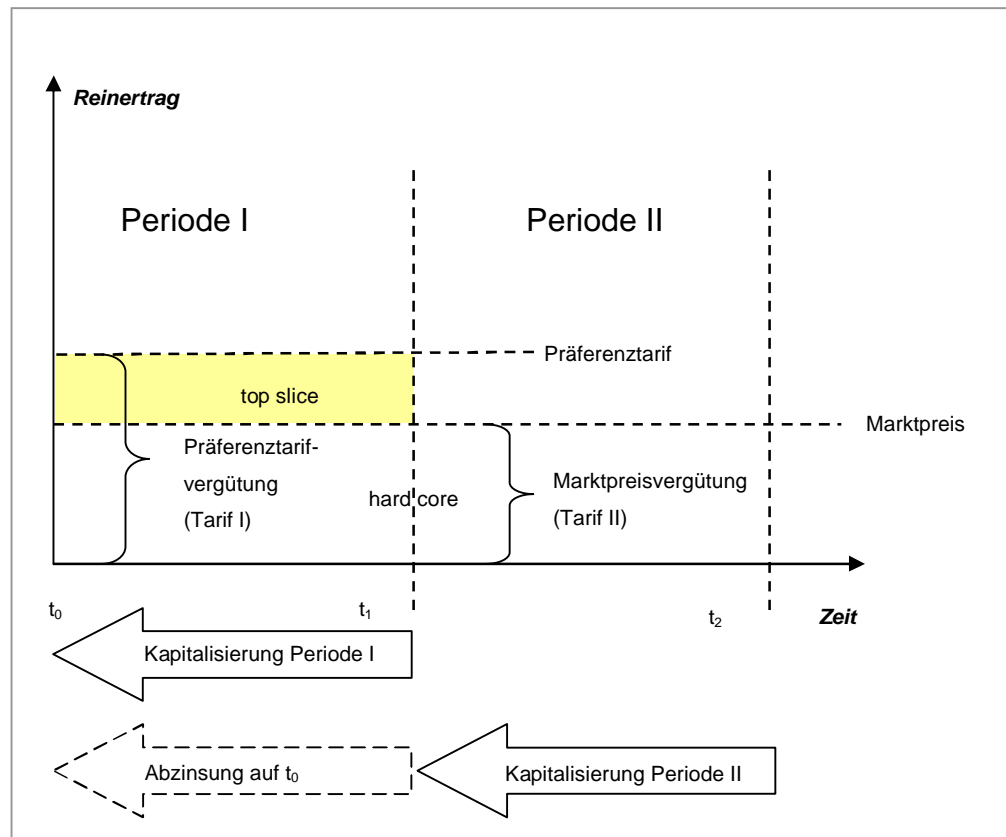 Reinertrag
Periode I
Periode II
Präferenztarif
top slice
Marktpreis
Präferenztarif-
vergütung
(Tarif I)
hard core
Marktpreisvergütung
(Tarif II)
t₀
t₁
t₂
Zeit
Kapitalisierung Periode I
Abzinsung auf t₀
Kapitalisierung Periode II